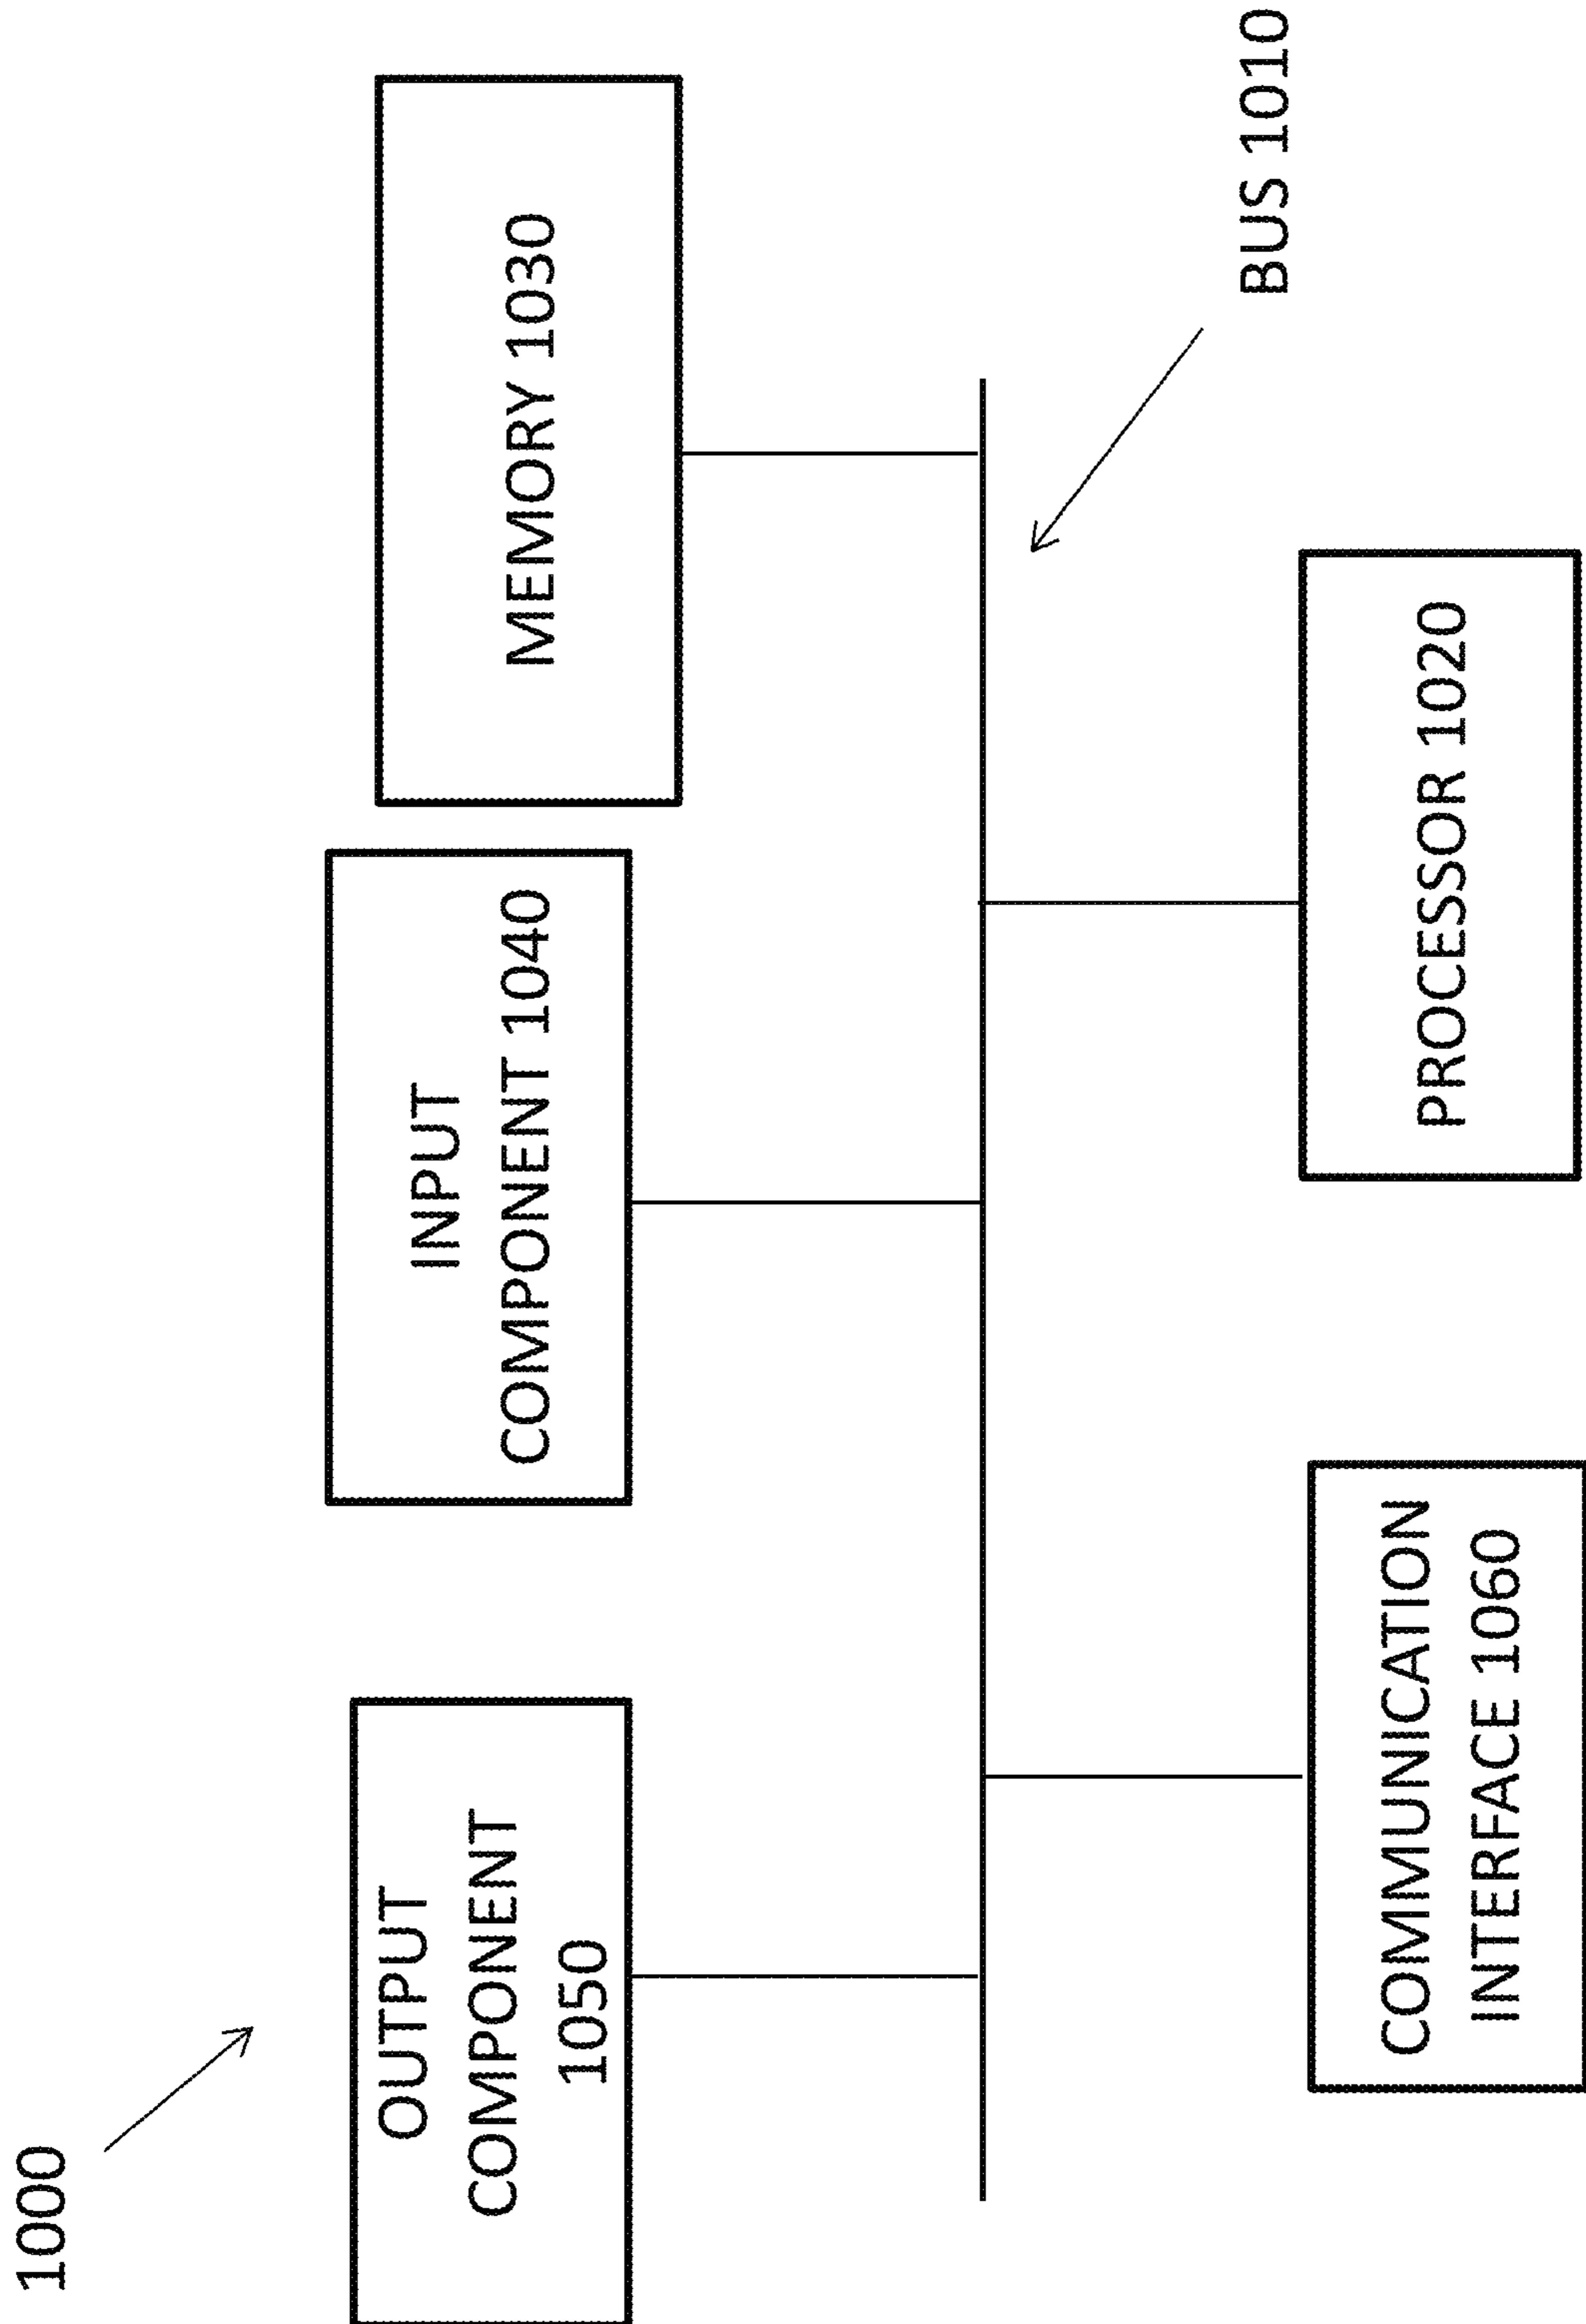 1000
OUTPUT
COMPONENT
1050
INPUT
COMPONENT 1040
MEMORY 1030
BUS 1010
COMMUNICATION
INTERFACE 1060
PROCESSOR 1020